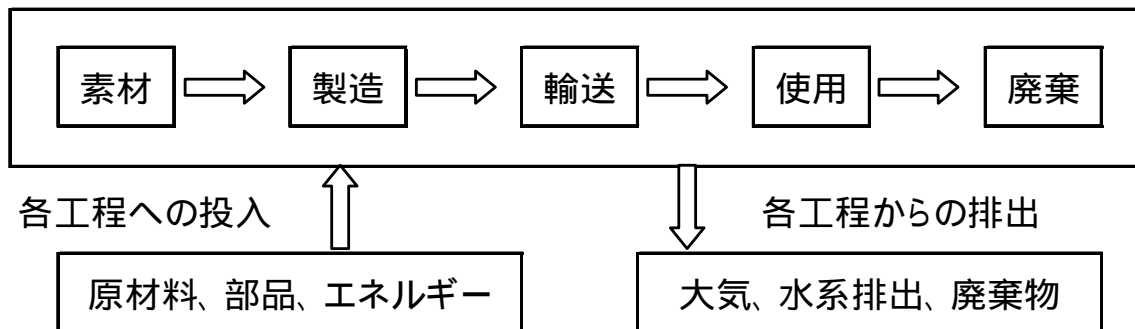 素材 製造 輸送 使用 廃棄
各工程への投入 各工程からの排出
原材料、部品、エネルギー 大気、水系排出、廃棄物